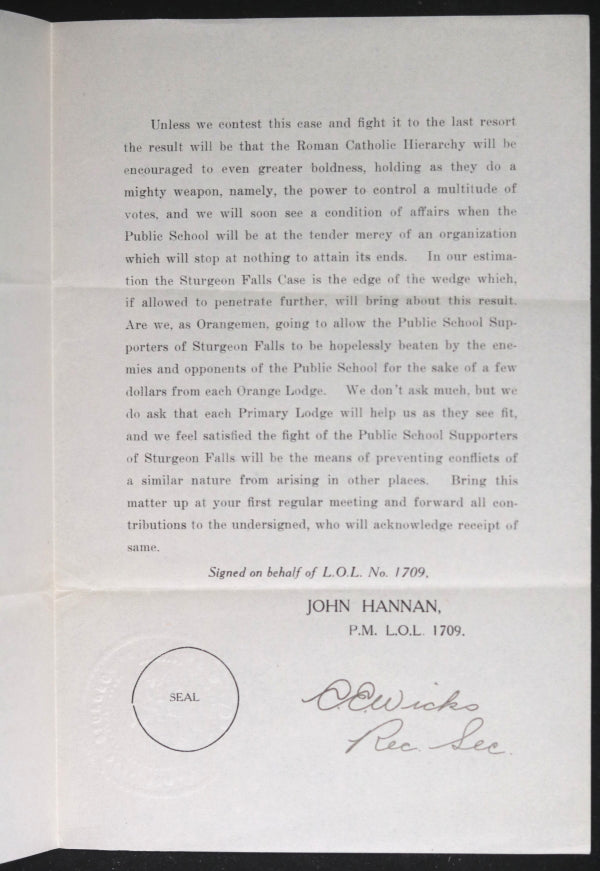 Unless we contest this case and fight it to the last resort
the result will be that the Roman Catholic Hierarchy will be
encouraged to even greater boldness, holding as they do a
mighty weapon, namely, the power to control a multitude of
votes, and we will soon see a condition of affairs when the
Public School will be at the tender mercy of an organization
which will stop at nothing to attain its ends. In our estima-
tion the Sturgeon Falls Case is the edge of the wedge which,
if allowed to penetrate further, will bring about this result.
Are we, as Orangemen, going to allow the Public School Sup-
porters of Sturgeon Falls to be hopelessly beaten by the ene-
mies and opponents of the Public School for the sake of a few
dollars from each Orange Lodge. We don't ask much, but we
do ask that each Primary Lodge will help us as they see fit,
and we feel satisfied the fight of the Public School Supporters
of Sturgeon Falls will be the means of preventing conflicts of
a similar nature from arising in other places. Bring this
matter up at your first regular meeting and forward all con-
tributions to the undersigned, who will acknowledge receipt of
same.
Signed on behalf of L.O.L. No. 1709,
JOHN HANNAN,
P.M. L.O.L. 1709.
SEAL
C.E. Wicks
Rec. Sec.